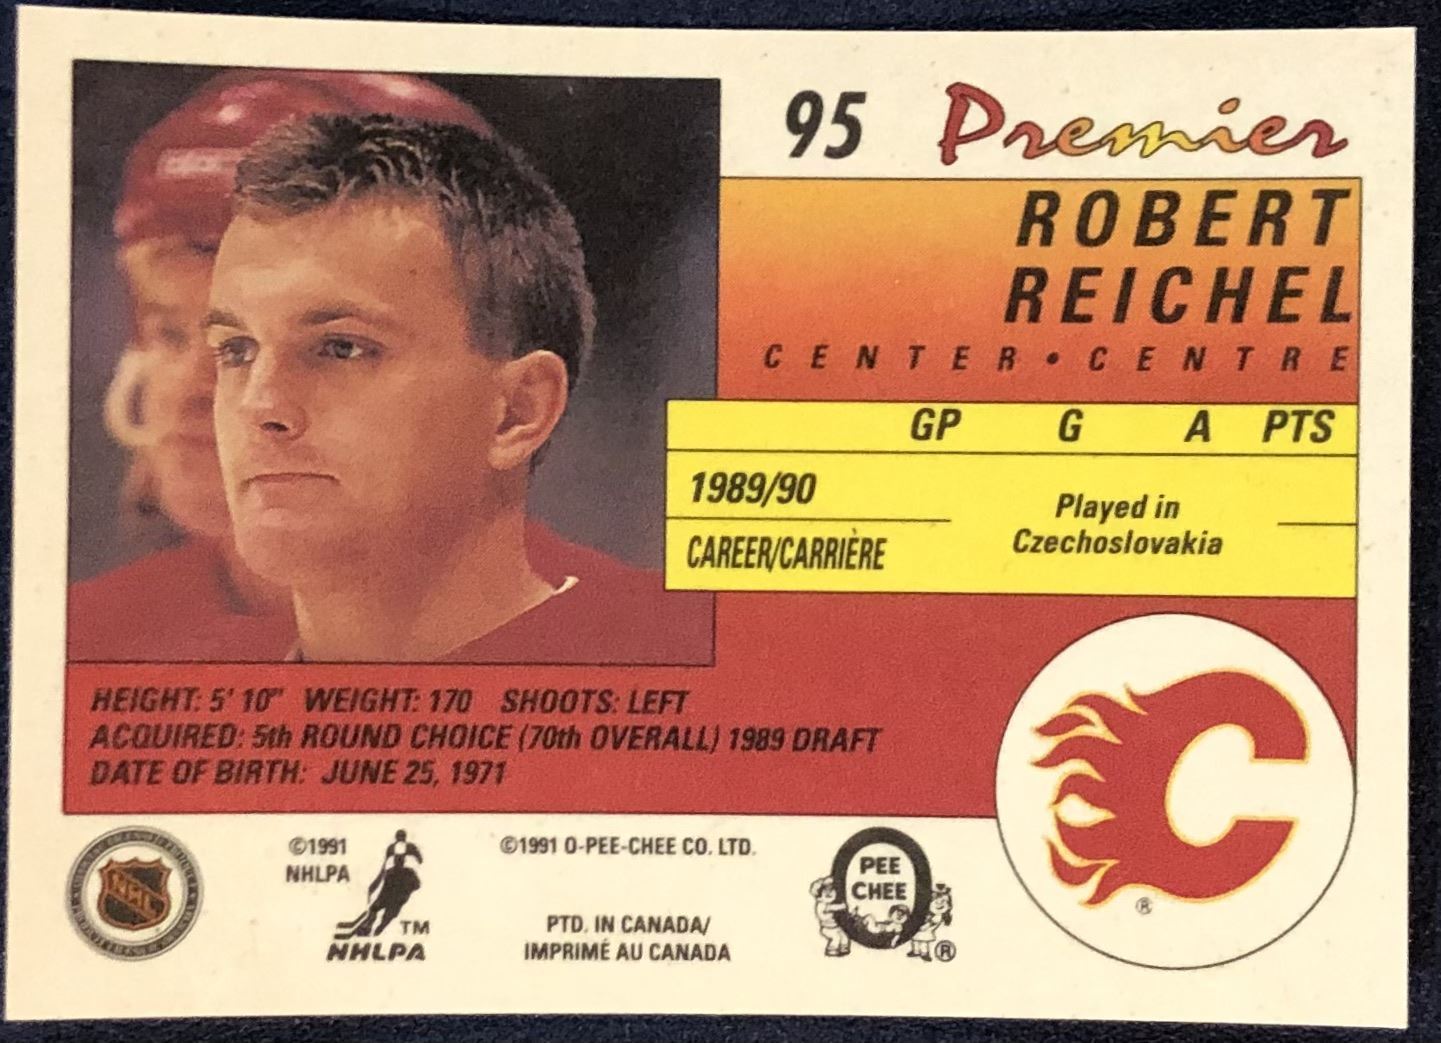 95 Premier
ROBERT
REICHEL
CENTER • CENTRE
GP G A PTS
1989/90
Played in
Czechoslovakia
CAREER/CARRIÈRE
HEIGHT: 5' 10" WEIGHT: 170 SHOOTS: LEFT
ACQUIRED: 5th ROUND CHOICE (70th OVERALL) 1989 DRAFT
DATE OF BIRTH: JUNE 25, 1971
NHL
©1991
NHLPA
TM
NHLPA
©1991 O-PEE-CHEE CO. LTD.
PTD. IN CANADA/
IMPRIMÉ AU CANADA
O
PEE
CHEE
®
C
®